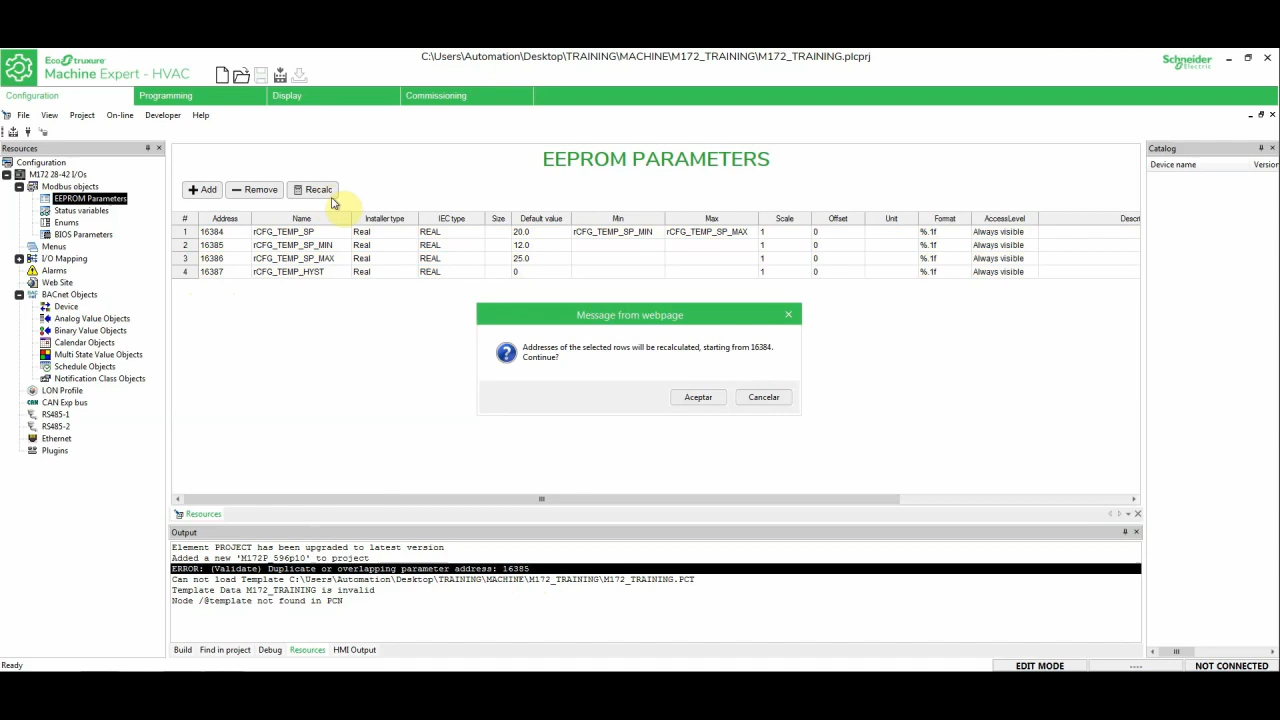 C:\Users\Automation\Desktop\TRAINING\MACHINE\M172_TRAINING\M172_TRAINING.plcprj
EcoStruxure
Machine Expert - HVAC
Schneider Electric
Configuration Programming Display Commissioning
File View Project On-line Developer Help
Resources
Configuration
M172 28-42 I/Os
Modbus objects
EEPROM Parameters
Status variables
Enums
BIOS Parameters
Menus
I/O Mapping
Alarms
Web Site
BACnet Objects
Device
Analog Value Objects
Binary Value Objects
Calendar Objects
Multi State Value Objects
Schedule Objects
Notification Class Objects
LON Profile
CAN Exp bus
RS485-1
RS485-2
Ethernet
Plugins
EEPROM PARAMETERS
Add Remove Recalc
# Address Name Installer type IEC type Size Default value Min Max Scale Offset Unit Format AccessLevel Descr
1 16384 rCFG_TEMP_SP Real REAL 20.0 rCFG_TEMP_SP_MIN rCFG_TEMP_SP_MAX 1 0 %.1f Always visible
2 16385 rCFG_TEMP_SP_MIN Real REAL 12.0 1 0 %.1f Always visible
3 16386 rCFG_TEMP_SP_MAX Real REAL 25.0 1 0 %.1f Always visible
4 16387 rCFG_TEMP_HYST Real REAL 0 1 0 %.1f Always visible
Message from webpage
Addresses of the selected rows will be recalculated, starting from 16384.
Continue?
Aceptar Cancelar
Resources
Catalog
Device name Version
Output
Element PROJECT has been upgraded to latest version
Added a new 'M172P_596p10' to project
ERROR: (Validate) Duplicate or overlapping parameter address: 16385
Can not load Template C:\Users\Automation\Desktop\TRAINING\MACHINE\M172_TRAINING\M172_TRAINING.PCT
Template Data M172_TRAINING is invalid
Node /@template not found in PCN
Build Find in project Debug Resources HMI Output
Ready EDIT MODE ---- NOT CONNECTED